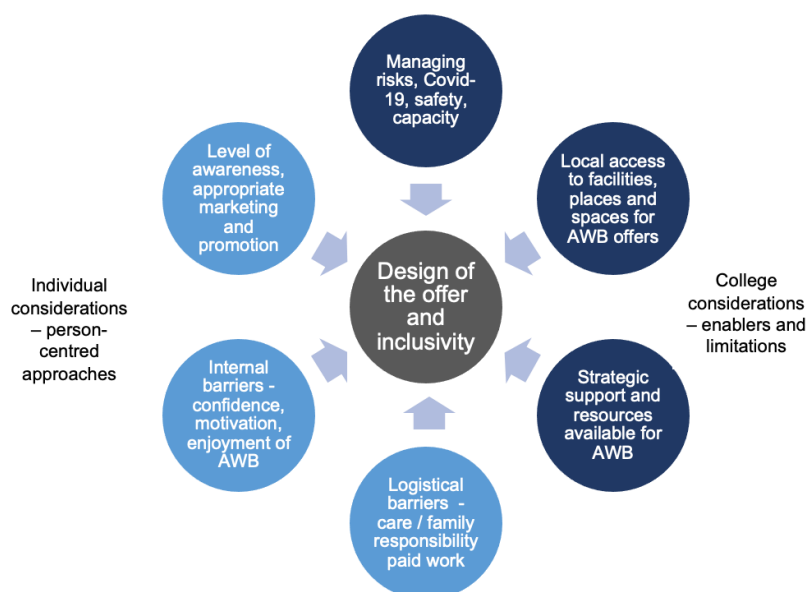 Managing
risks, Covid-
19, safety,
capacity
Level of
awareness,
appropriate
marketing
and
promotion
Local access
to facilities,
places and
spaces for
AWB offers
Individual
considerations
– person-
centred
approaches
Design of
the offer
and
inclusivity
College
considerations
– enablers and
limitations
Internal
barriers -
confidence,
motivation,
enjoyment of
AWB
Strategic
support and
resources
available for
AWB
Logistical
barriers -
care / family
responsibility
paid work